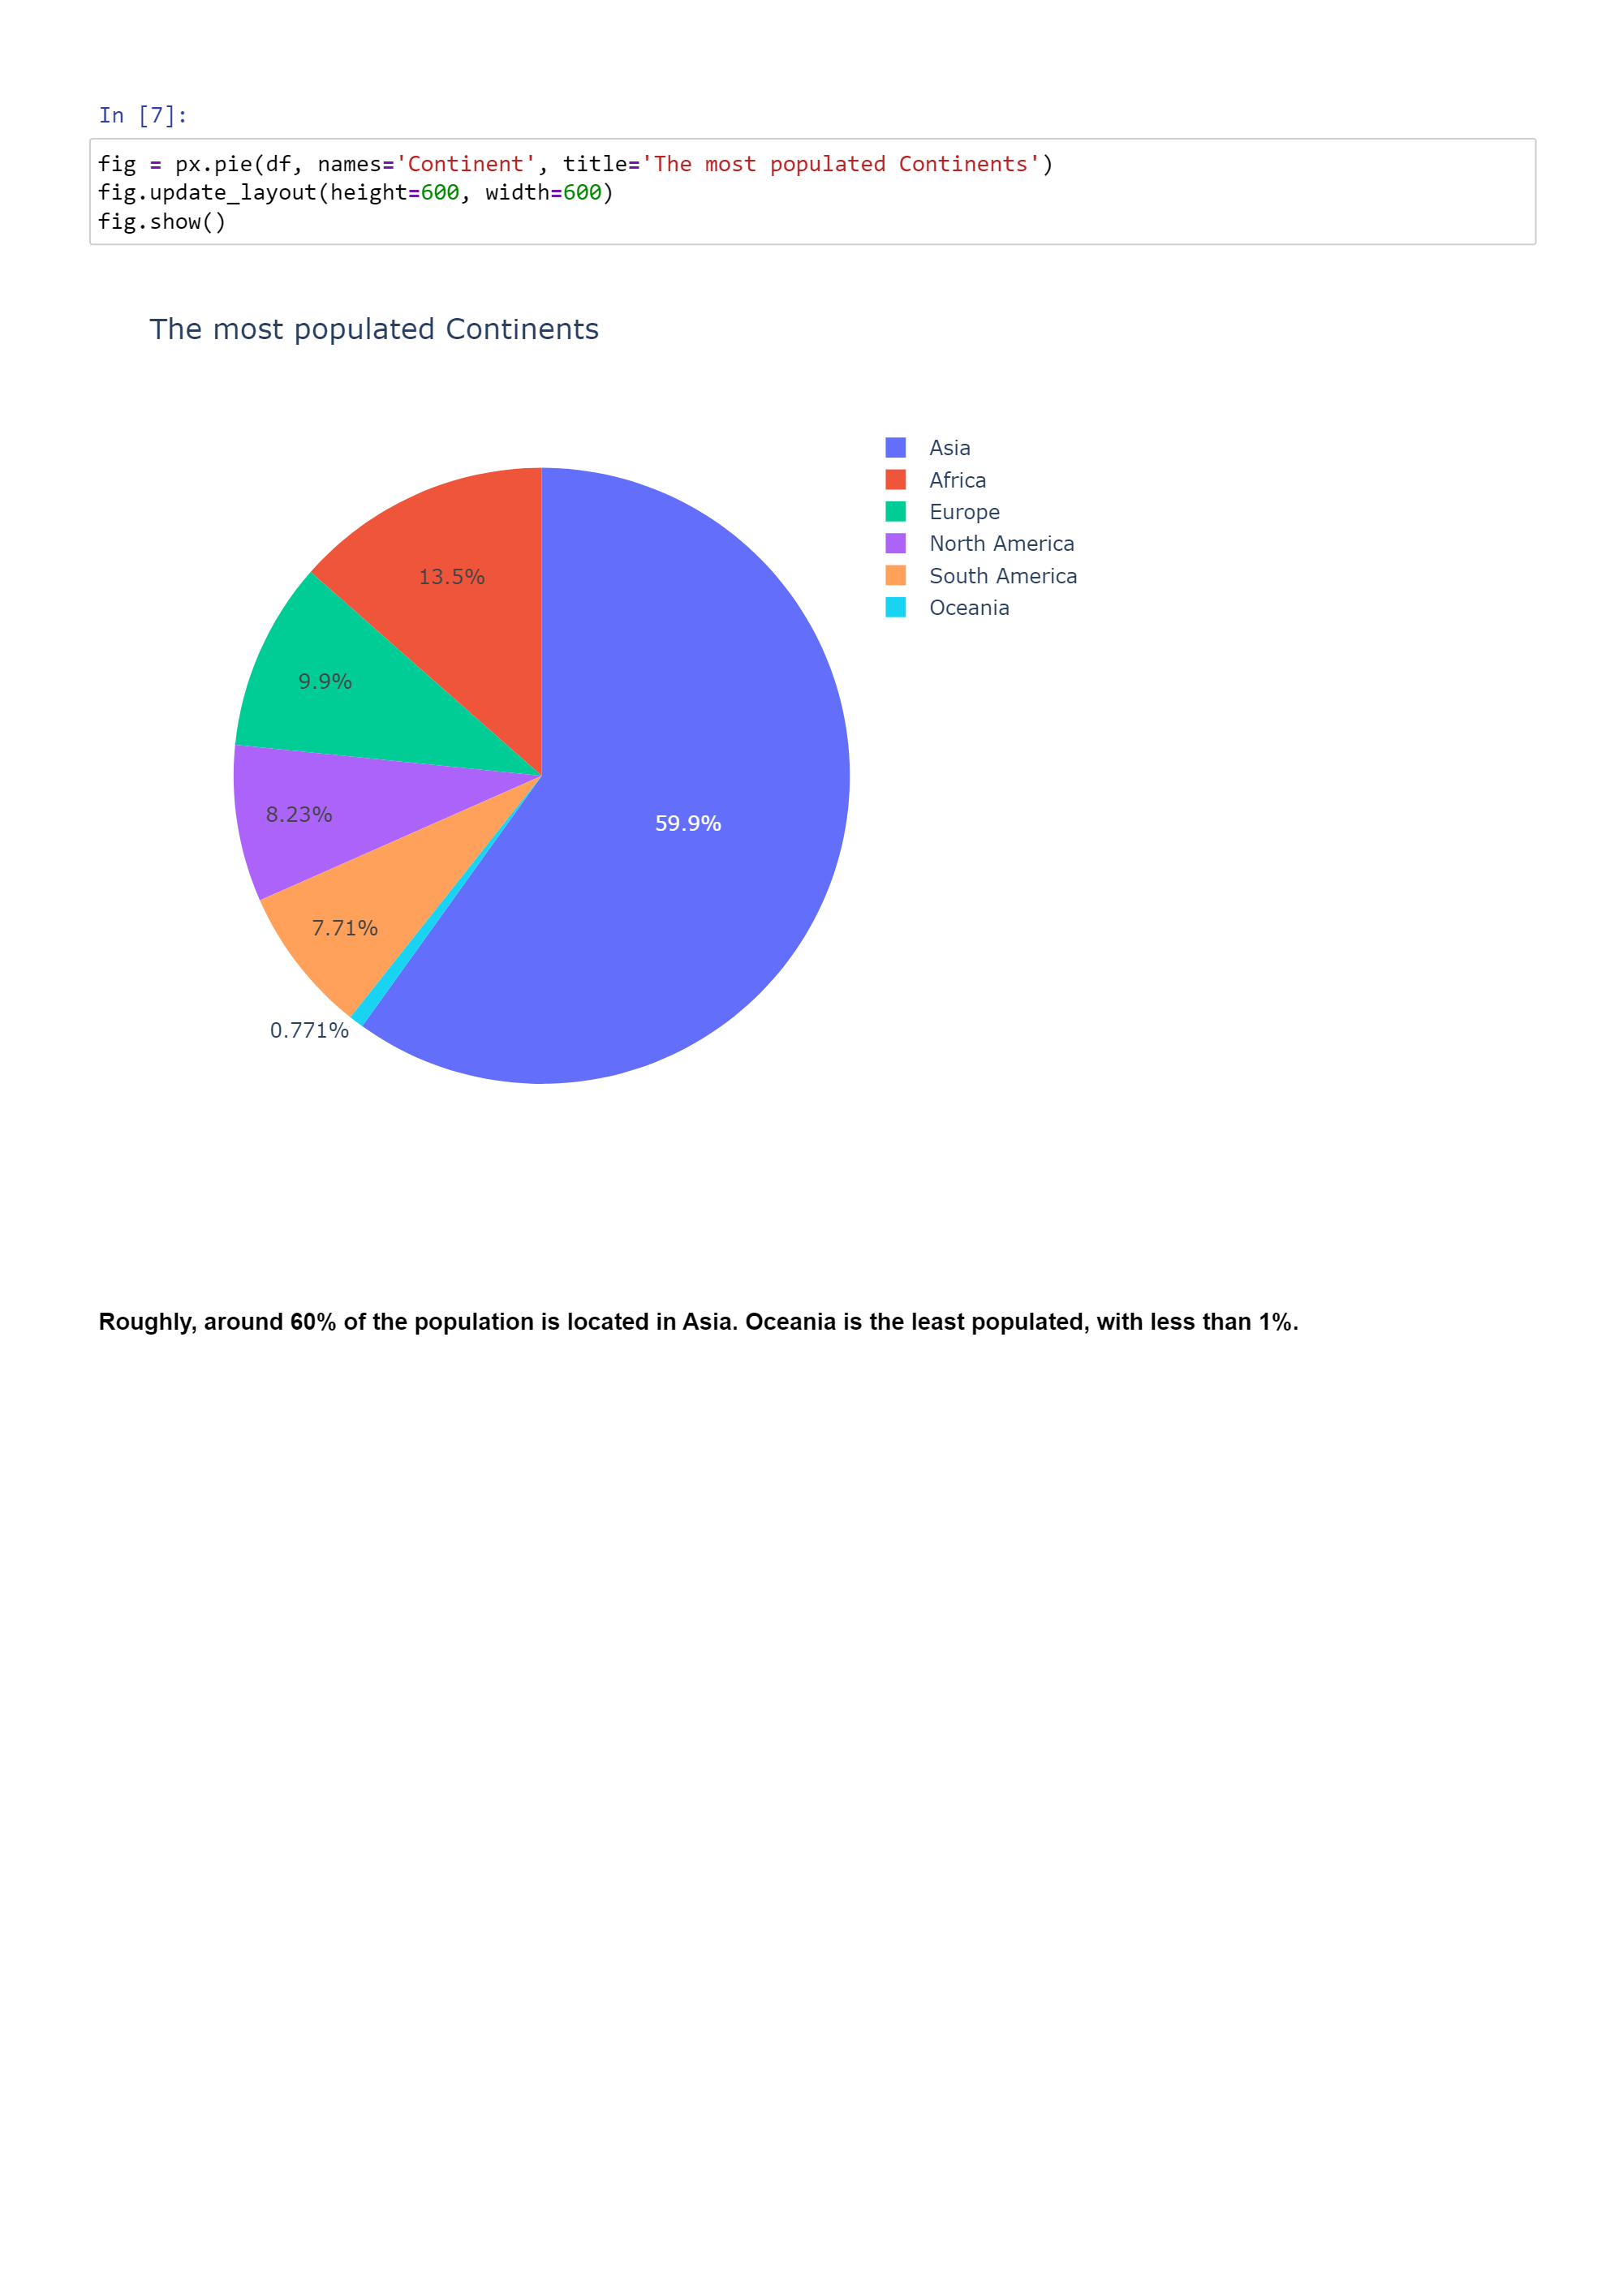 In [7]:
fig = px.pie(df, names='Continent', title='The most populated Continents')
fig.update_layout(height=600, width=600)
fig.show()
The most populated Continents
Asia
Africa
Europe
North America
South America
Oceania
13.5%
9.9%
8.23%
59.9%
7.71%
0.771%
Roughly, around 60% of the population is located in Asia. Oceania is the least populated, with less than 1%.